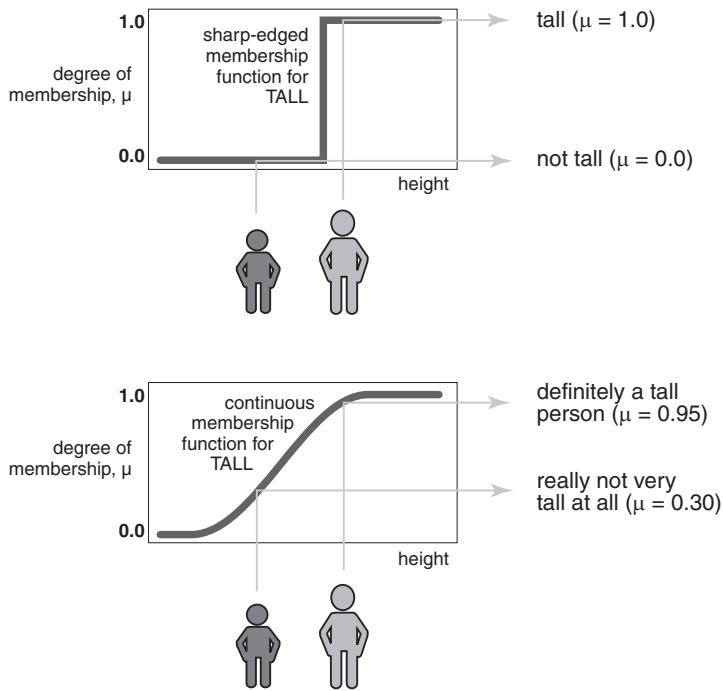 1.0
sharp-edged
membership
function for
TALL
degree of
membership, μ
0.0
height
tall (μ = 1.0)
not tall (μ = 0.0)
1.0
continuous
membership
function for
TALL
degree of
membership, μ
0.0
height
definitely a tall
person (μ = 0.95)
really not very
tall at all (μ = 0.30)